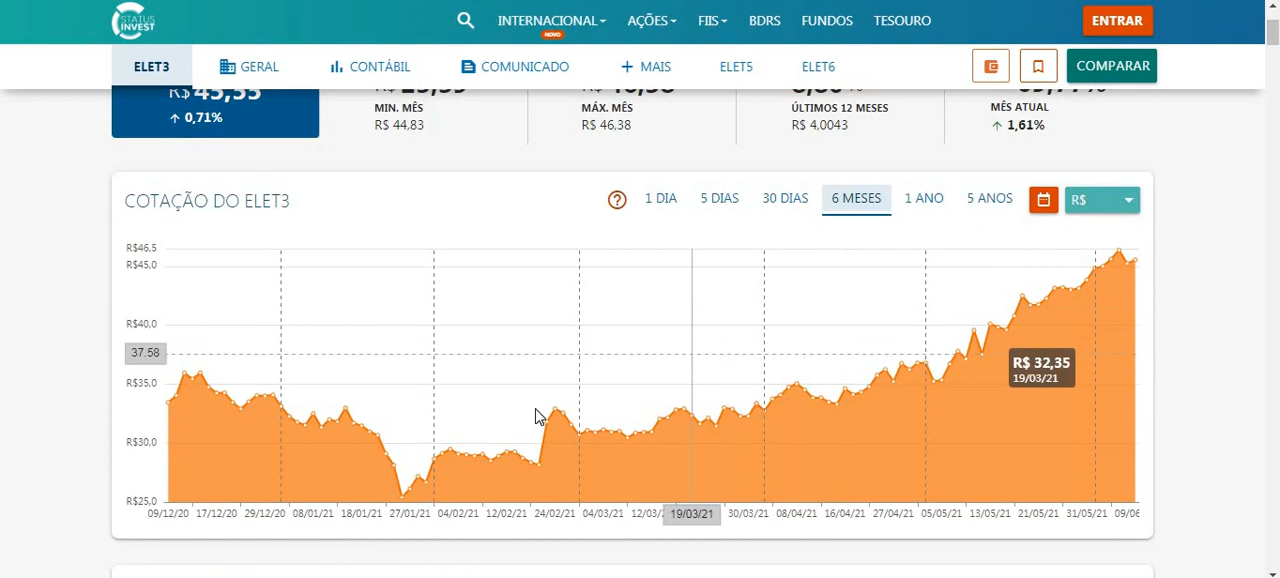 STATUS
INVEST
INTERNACIONAL
NOVO
AÇÕES
FIIS
BDRS
FUNDOS
TESOURO
ENTRAR
ELET3
GERAL
CONTÁBIL
COMUNICADO
MAIS
ELET5
ELET6
COMPARAR
0,71%
MIN. MÊS
R$ 44,83
MÁX. MÊS
R$ 46,38
ÚLTIMOS 12 MESES
R$ 4,0043
MÊS ATUAL
1,61%
COTAÇÃO DO ELET3
?
1 DIA
5 DIAS
30 DIAS
6 MESES
1 ANO
5 ANOS
R$
R$46.5
R$45.0
R$40.0
37.58
R$ 32,35
19/03/21
R$35.0
R$30.0
R$25.0
09/12/20 17/12/20 29/12/20 08/01/21 18/01/21 27/01/21 04/02/21 12/02/21 24/02/21 04/03/21 12/03/ 19/03/21 30/03/21 08/04/21 16/04/21 27/04/21 05/05/21 13/05/21 21/05/21 31/05/21 09/06